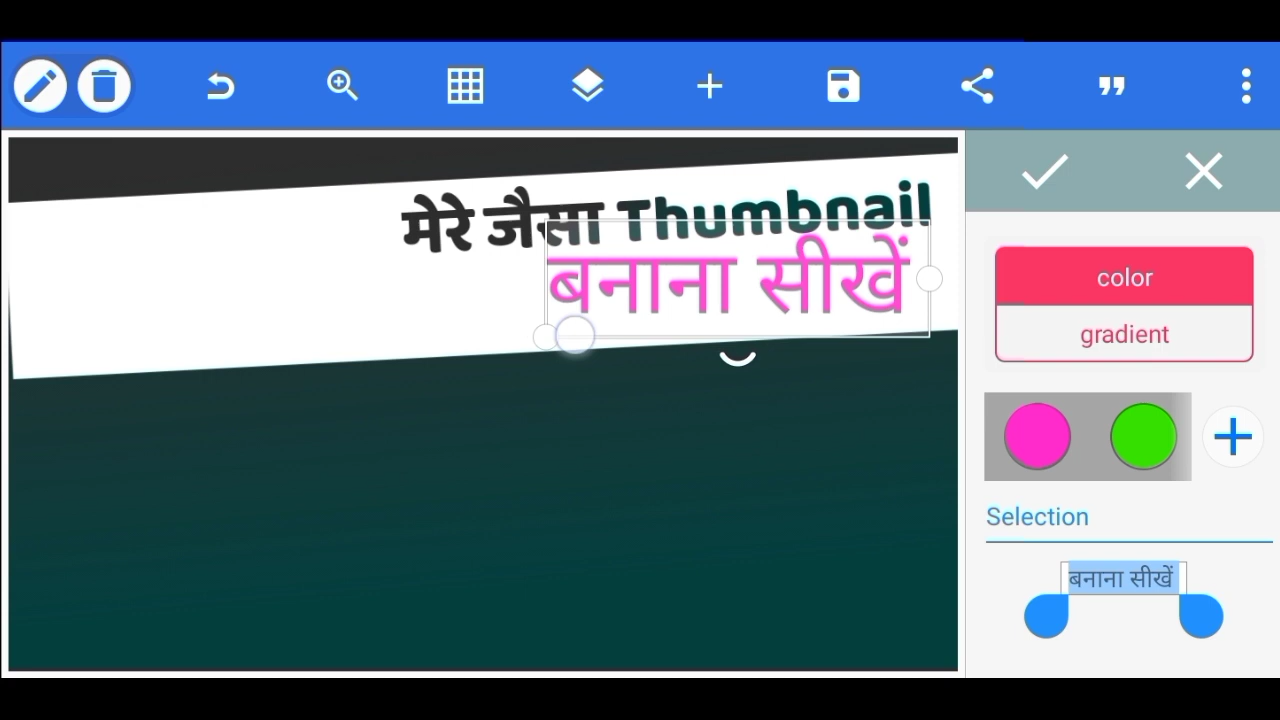 मेरे जैसा Thumbnail
बनाना सीखें
color
gradient
Selection
बनाना सीखें